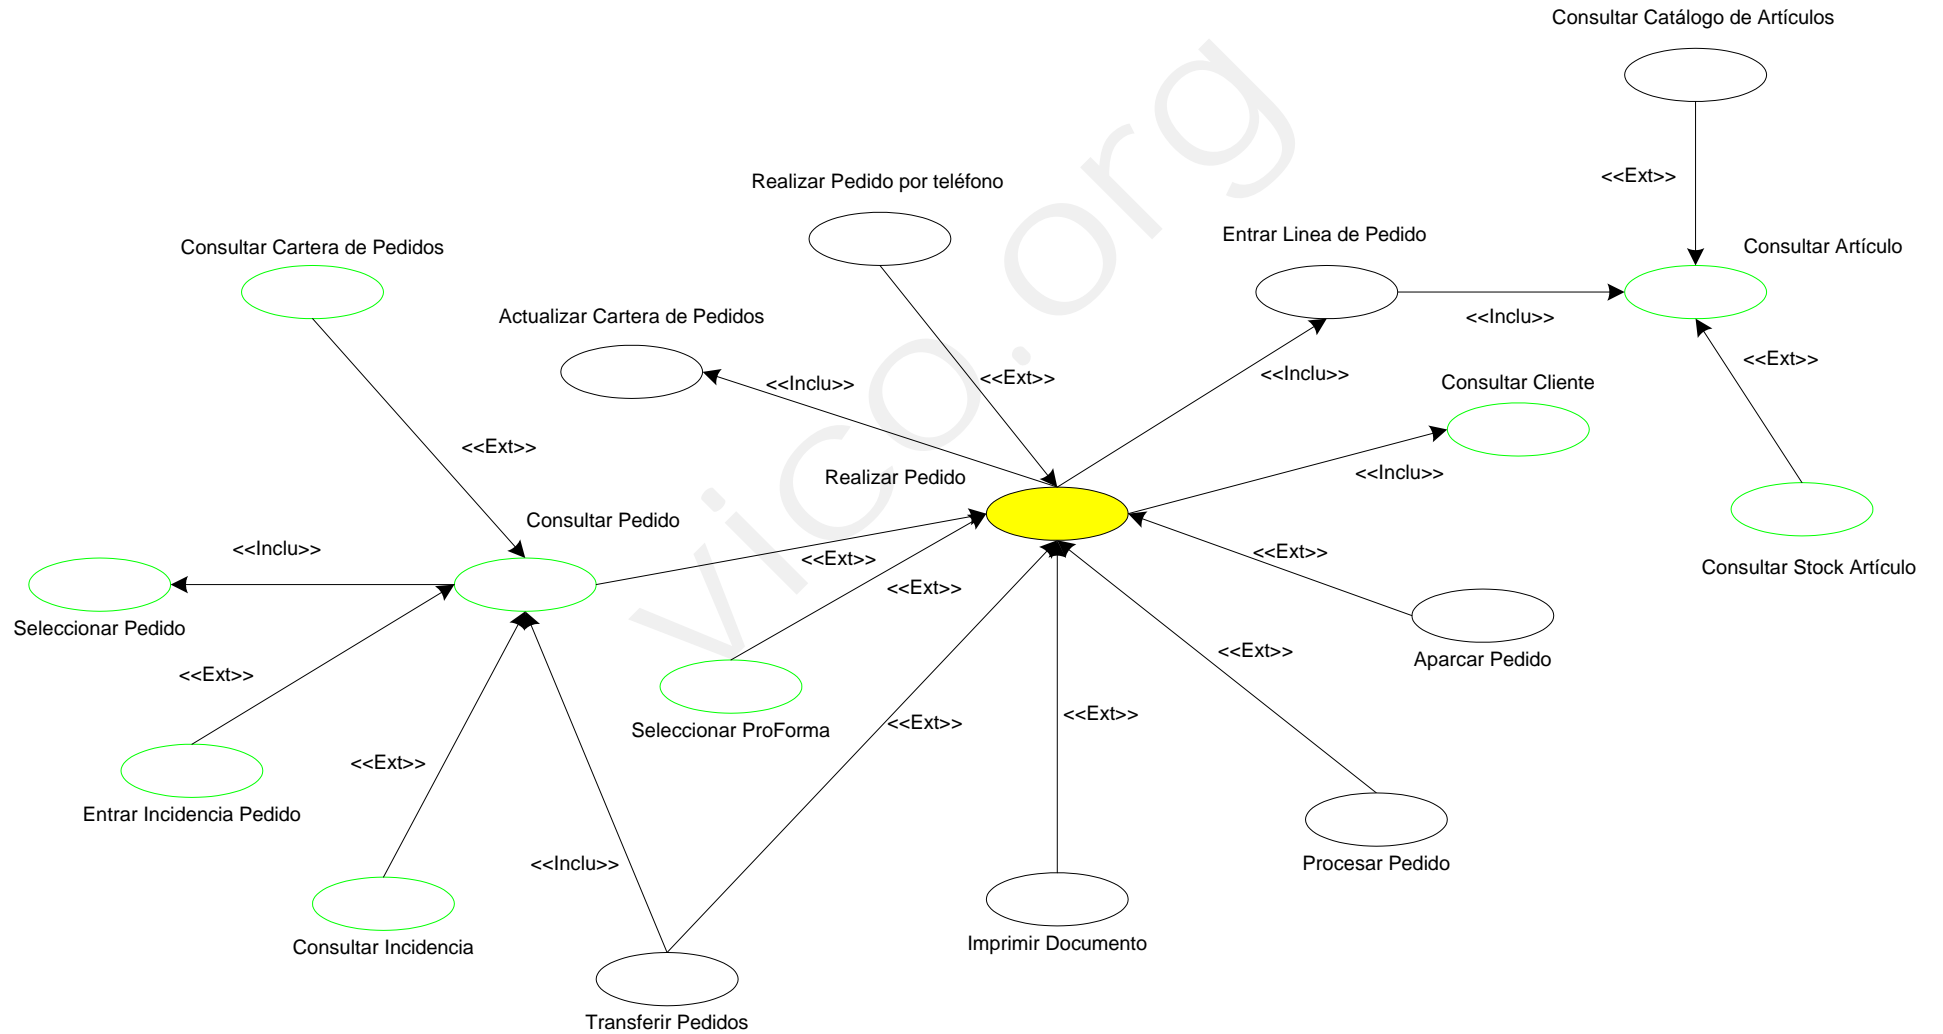 Consultar Catálogo de Artículos
<<Ext>>
Realizar Pedido por teléfono
Entrar Linea de Pedido
Consultar Cartera de Pedidos
Consultar Artículo
Actualizar Cartera de Pedidos
<<Inclu>>
<<Ext>>
<<Inclu>>
<<Ext>>
<<Inclu>>
Consultar Cliente
<<Ext>>
Realizar Pedido
<<Inclu>>
Consultar Pedido
<<Inclu>>
<<Ext>>
<<Ext>>
Consultar Stock Artículo
<<Ext>>
Seleccionar Pedido
<<Ext>>
<<Ext>>
Aparcar Pedido
Seleccionar ProForma
<<Ext>>
<<Ext>>
<<Ext>>
Entrar Incidencia Pedido
<<Inclu>>
Procesar Pedido
Consultar Incidencia
Imprimir Documento
Transferir Pedidos
vico.org